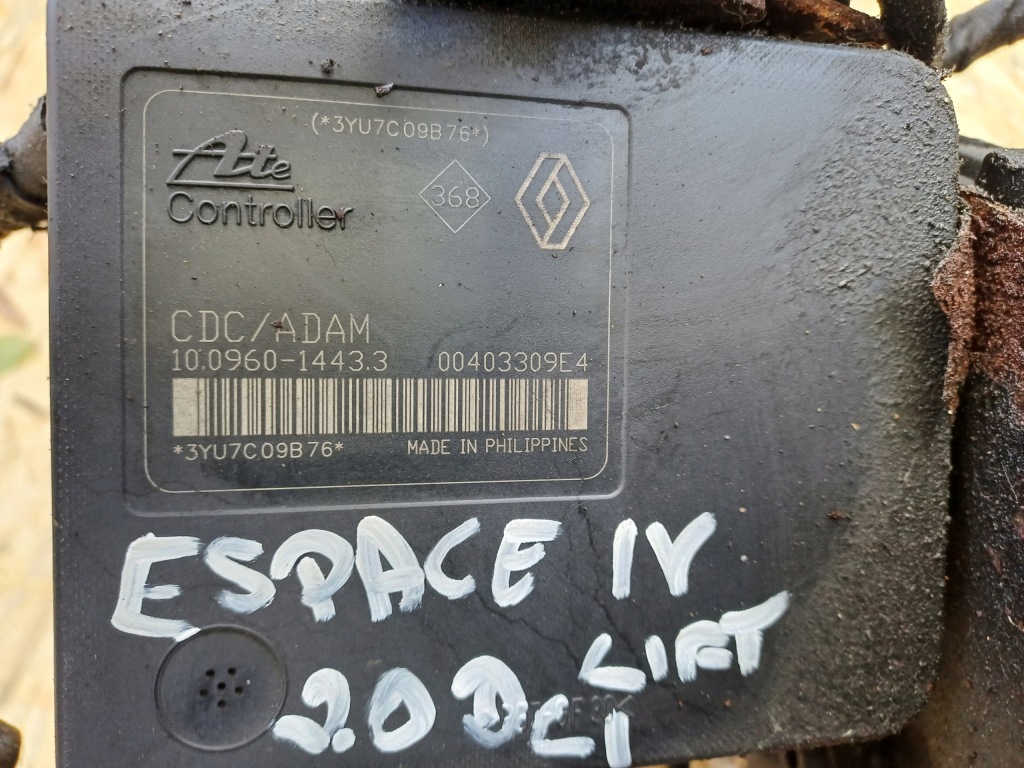 (*3YU7C09B76*)
Ate
Controller
368
CDC/ADAM
10.0960-1443.3 00403309E4
*3YU7C09B76*
MADE IN PHILIPPINES
ESPACE IV
LIFT
2.0 DCI